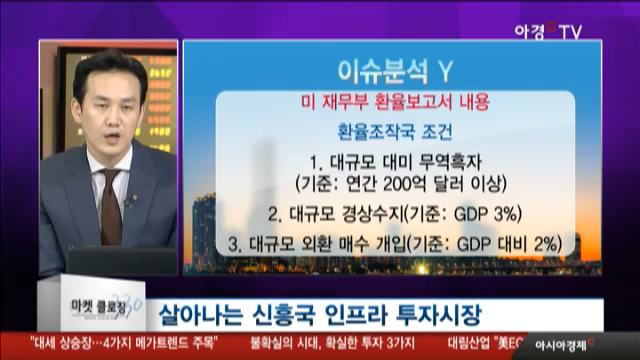 아경TV
이슈분석 Y
미 재무부 환율보고서 내용
환율조작국 조건
1. 대규모 대미 무역흑자
(기준: 연간 200억 달러 이상)
2. 대규모 경상수지(기준: GDP 3%)
3. 대규모 외환 매수 개입(기준: GDP 대비 2%)
마켓 클로징
330
살아나는 신흥국 인프라 투자시장
"대세 상승장…4가지 메가트렌드 주목" 불확실의 시대, 확실한 투자 3가지 대림산업 "美EC
아시아경제